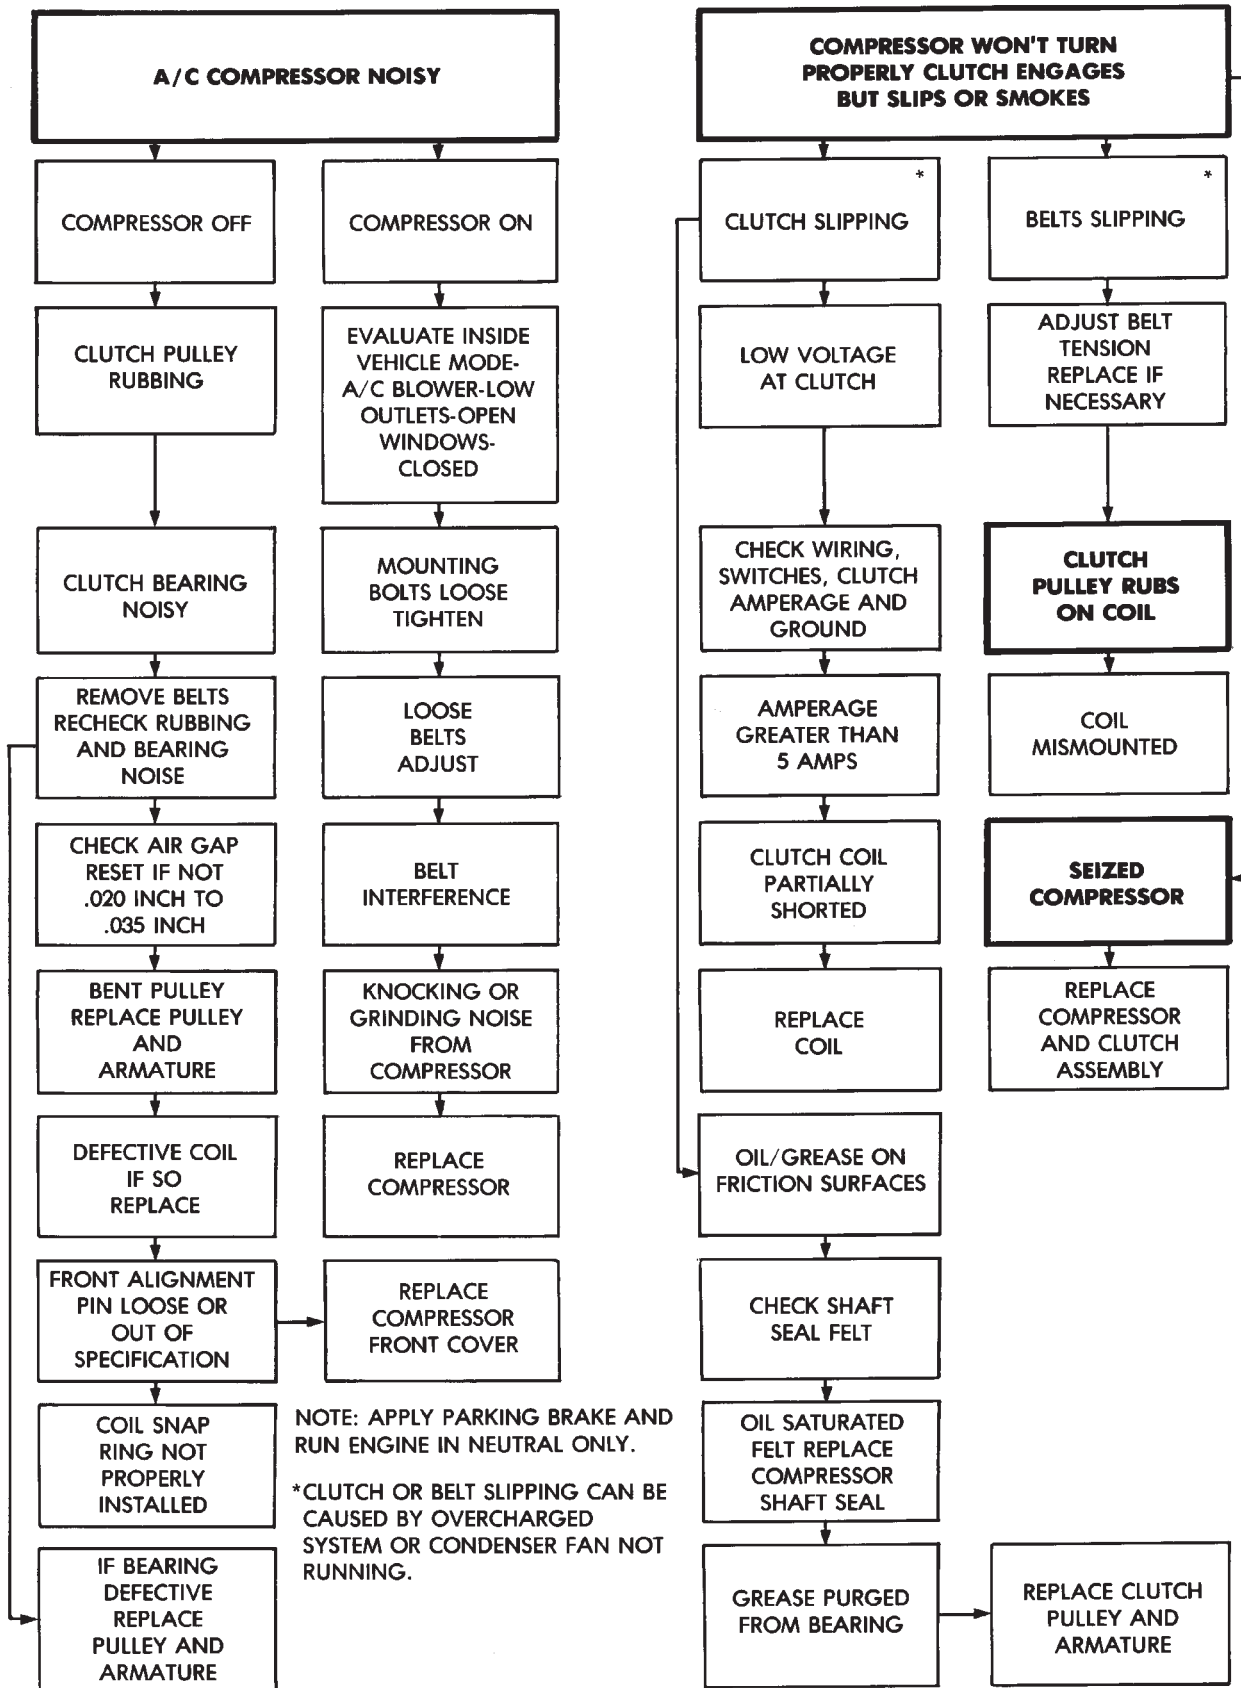 A/C COMPRESSOR NOISY
COMPRESSOR OFF
CLUTCH PULLEY
RUBBING
CLUTCH BEARING
NOISY
REMOVE BELTS
RECHECK RUBBING
AND BEARING
NOISE
CHECK AIR GAP
RESET IF NOT
.020 INCH TO
.035 INCH
BENT PULLEY
REPLACE PULLEY
AND
ARMATURE
DEFECTIVE COIL
IF SO
REPLACE
FRONT ALIGNMENT
PIN LOOSE OR
OUT OF
SPECIFICATION
COIL SNAP
RING NOT
PROPERLY
INSTALLED
IF BEARING
DEFECTIVE
REPLACE
PULLEY AND
ARMATURE
COMPRESSOR ON
EVALUATE INSIDE
VEHICLE MODE-
A/C BLOWER-LOW
OUTLETS-OPEN
WINDOWS-
CLOSED
MOUNTING
BOLTS LOOSE
TIGHTEN
LOOSE
BELTS
ADJUST
BELT
INTERFERENCE
KNOCKING OR
GRINDING NOISE
FROM
COMPRESSOR
REPLACE
COMPRESSOR
REPLACE
COMPRESSOR
FRONT COVER
NOTE: APPLY PARKING BRAKE AND
RUN ENGINE IN NEUTRAL ONLY.
*CLUTCH OR BELT SLIPPING CAN BE
CAUSED BY OVERCHARGED
SYSTEM OR CONDENSER FAN NOT
RUNNING.
COMPRESSOR WON'T TURN
PROPERLY CLUTCH ENGAGES
BUT SLIPS OR SMOKES
*
CLUTCH SLIPPING
LOW VOLTAGE
AT CLUTCH
CHECK WIRING,
SWITCHES, CLUTCH
AMPERAGE AND
GROUND
AMPERAGE
GREATER THAN
5 AMPS
CLUTCH COIL
PARTIALLY
SHORTED
REPLACE
COIL
OIL/GREASE ON
FRICTION SURFACES
CHECK SHAFT
SEAL FELT
OIL SATURATED
FELT REPLACE
COMPRESSOR
SHAFT SEAL
GREASE PURGED
FROM BEARING
*
BELTS SLIPPING
ADJUST BELT
TENSION
REPLACE IF
NECESSARY
CLUTCH
PULLEY RUBS
ON COIL
COIL
MISMOUNTED
SEIZED
COMPRESSOR
REPLACE
COMPRESSOR
AND CLUTCH
ASSEMBLY
REPLACE CLUTCH
PULLEY AND
ARMATURE